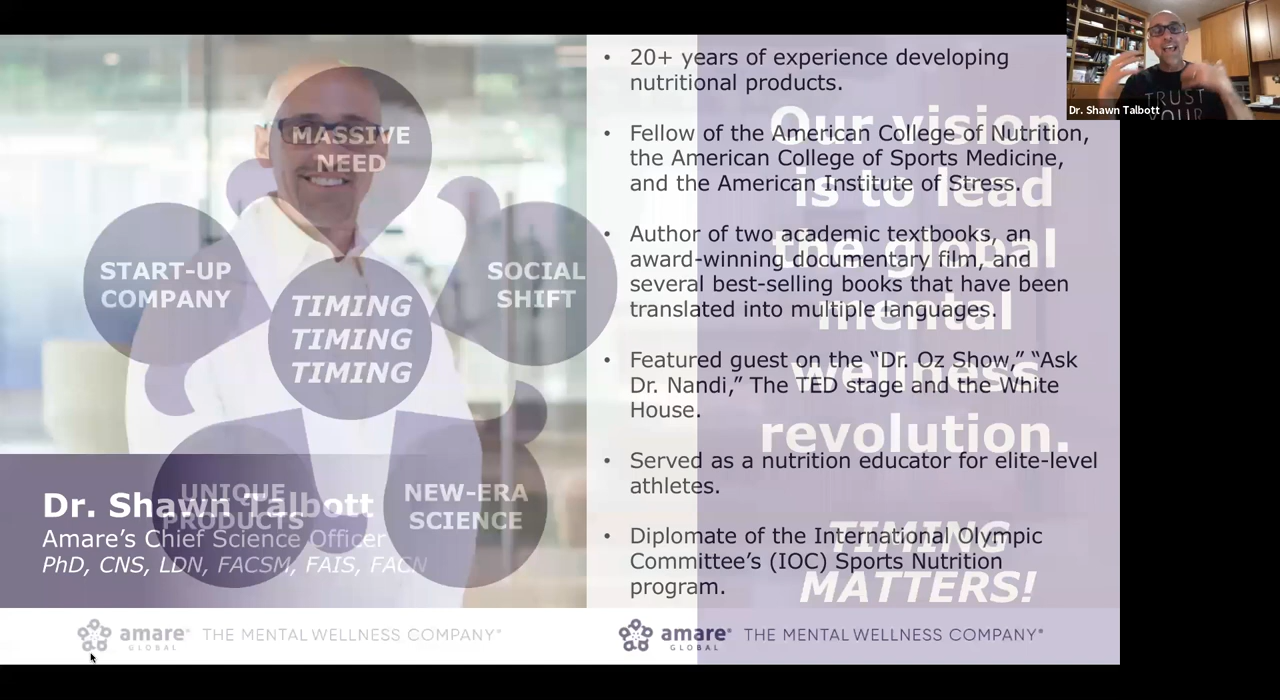 MASSIVE
NEED
START-UP
COMPANY
SOCIAL
SHIFT
TIMING
TIMING
TIMING
UNIQUE
PRODUCTS
NEW-ERA
SCIENCE
Dr. Shawn Talbott
Amare’s Chief Science Officer
PhD, CNS, LDN, FACSM, FAIS, FACN
• 20+ years of experience developing
nutritional products.
• Fellow of the American College of Nutrition,
the American College of Sports Medicine,
and the American Institute of Stress.
• Author of two academic textbooks, an
award-winning documentary film, and
several best-selling books that have been
translated into multiple languages.
• Featured guest on the “Dr. Oz Show,” “Ask
Dr. Nandi,” The TED stage and the White
House.
• Served as a nutrition educator for elite-level
athletes.
• Diplomate of the International Olympic
Committee’s (IOC) Sports Nutrition
program.
Our vision
is to lead
the global
mental
wellness
revolution.
TIMING
MATTERS!
amare® THE MENTAL WELLNESS COMPANY®
GLOBAL
amare® THE MENTAL WELLNESS COMPANY®
GLOBAL
TRUST
YOUR
Dr. Shawn Talbott